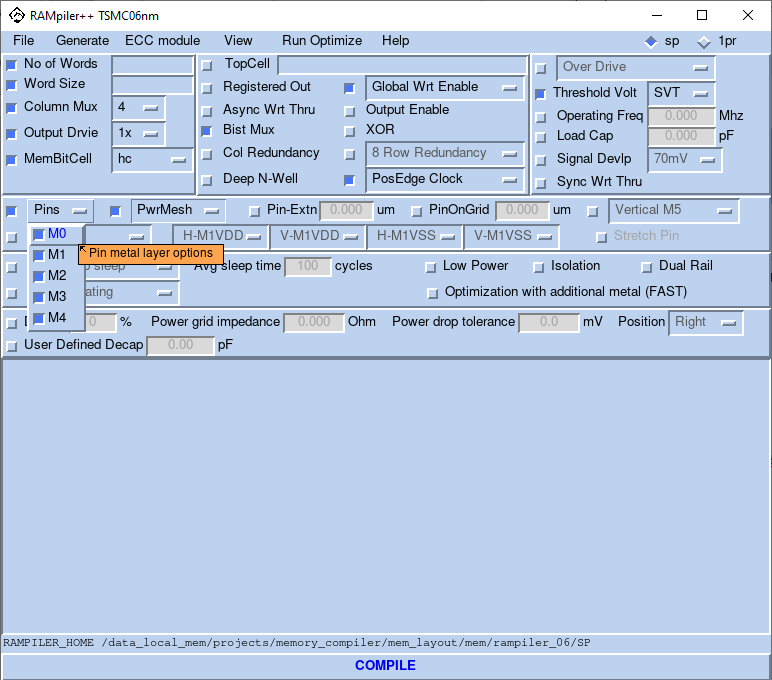 RAMpiler++ TSMC06nm
File Generate ECC module View Run Optimize Help sp 1pr
No of Words TopCell Over Drive
Word Size Registered Out Global Wrt Enable Threshold Volt SVT
Column Mux 4 Async Wrt Thru Output Enable Operating Freq 0.000 Mhz
Output Drvie 1x Bist Mux XOR Load Cap 0.000 pF
MemBitCell hc Col Redundancy 8 Row Redundancy Signal Devlp 70mV
Deep N-Well PosEdge Clock Sync Wrt Thru
Pins PwrMesh Pin-Extn 0.000 um PinOnGrid 0.000 um Vertical M5
M0 H-M1VDD V-M1VDD H-M1VSS V-M1VSS Stretch Pin
M1 Pin metal layer options
M2 sleep Avg sleep time 100 cycles Low Power Isolation Dual Rail
M3 ating Optimization with additional metal (FAST)
M4 0 % Power grid impedance 0.000 Ohm Power drop tolerance 0.0 mV Position Right
User Defined Decap 0.00 pF
RAMPILER_HOME /data_local_mem/projects/memory_compiler/mem_layout/mem/rampiler_06/SP
COMPILE